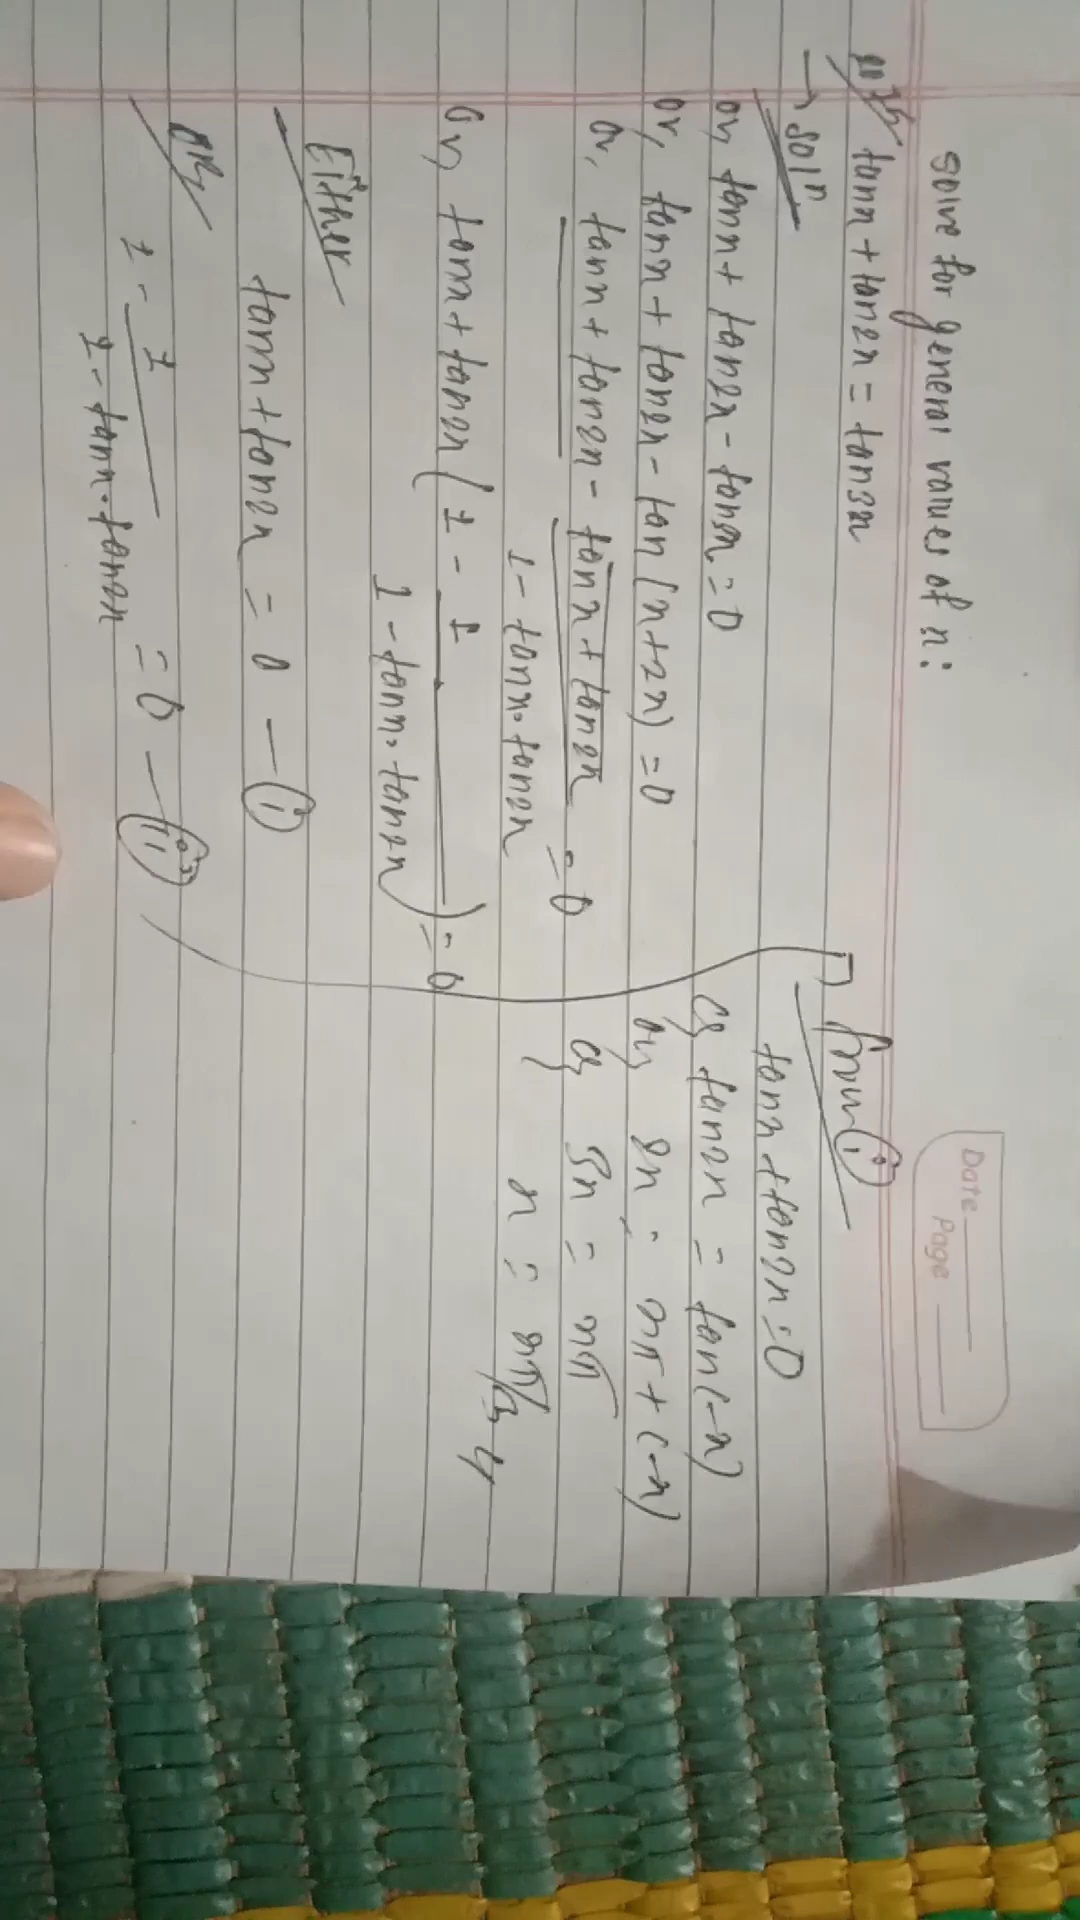 Date
Page
solve for general values of x:
tanx + tan2x = tan3x
→ solⁿ
or, tanx + tan2x - tan3x = 0
or, tanx + tan2x - tan(x+2x) = 0
or, tanx + tan2x - tanx + tan2x / 1 - tanx·tan2x = 0
or, tanx + tan2x (1 - 1 / 1 - tanx·tan2x) = 0
Either
tanx + tan2x = 0 — (i)
OR,
1 - 1 / 1 - tanx·tan2x = 0 — (ii)
from (i)
tanx + tan2x = 0
or, tan2x = tan(-x)
or, 2x = nπ + (-x)
or, 3x = nπ
x = nπ/3